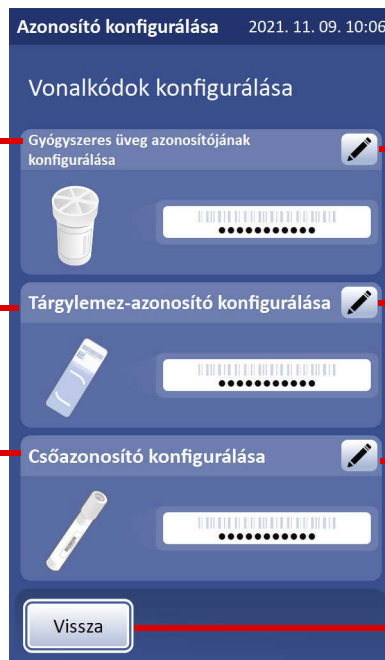 Azonosító konfigurálása 2021. 11. 09. 10:06
Vonalkódok konfigurálása
Gyógyszeres üveg azonosítójának
konfigurálása
Tárgylemez-azonosító konfigurálása
Csőazonosító konfigurálása
Vissza